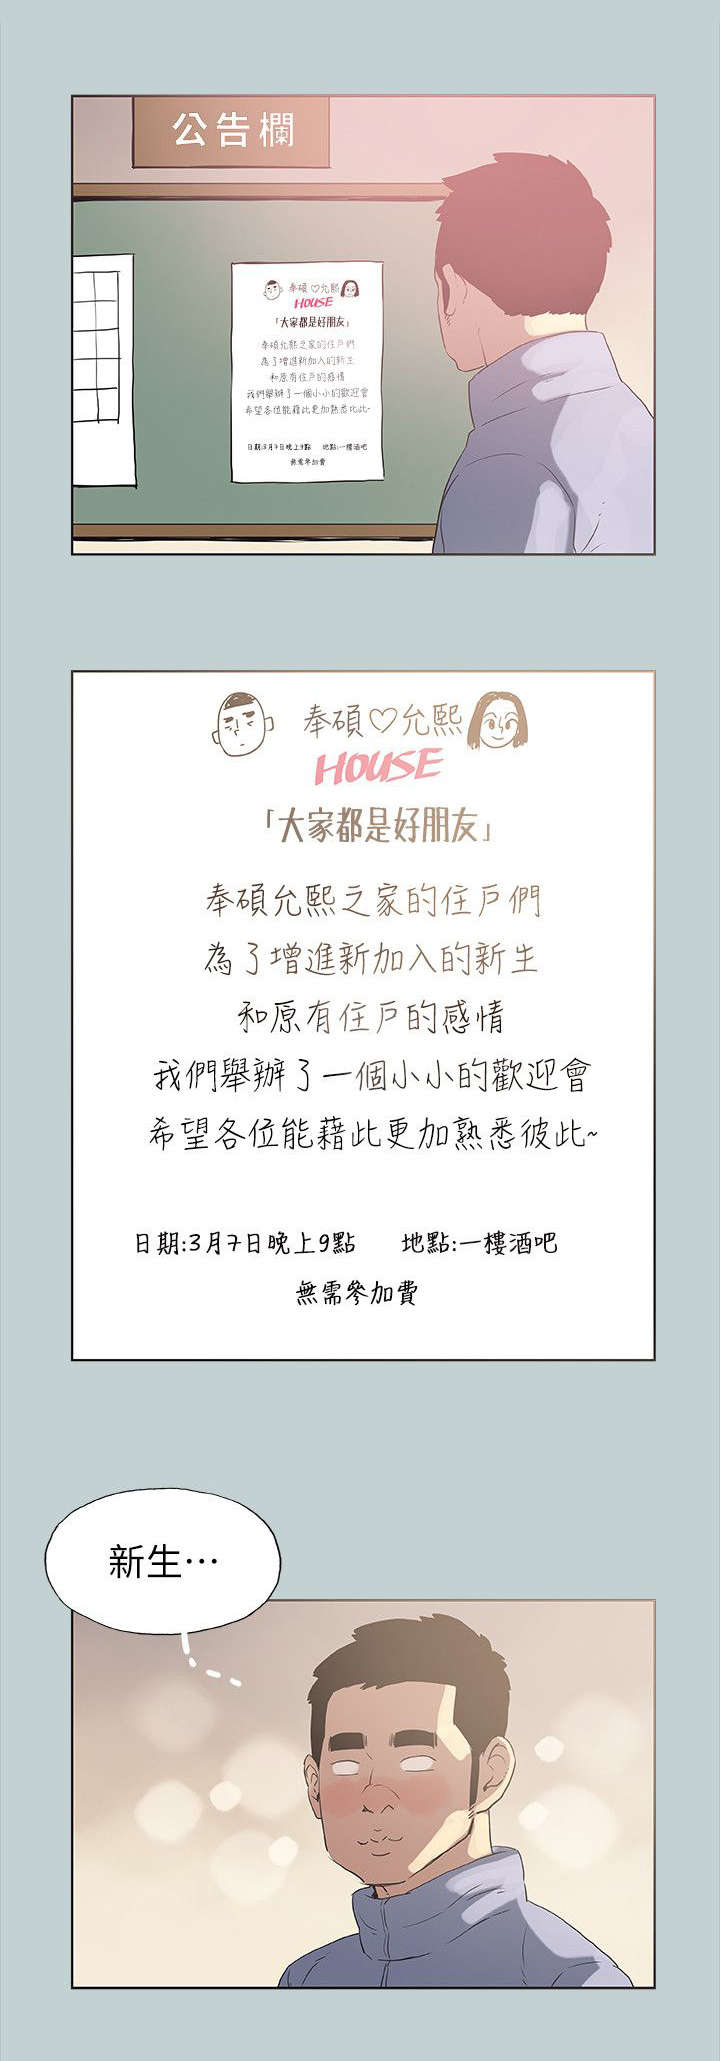 公告欄
奉碩♡允熙
HOUSE
「大家都是好朋友」
奉碩允熙之家的住戶們
為了增進新加入的新生
和原有住戶的感情
我們舉辦了一個小小的歡迎會
希望各位能藉此更加熟悉彼此~
日期:3月7日晚上9點 地點:一樓酒吧
無需參加費
奉碩♡允熙
HOUSE
「大家都是好朋友」
奉碩允熙之家的住戶們
為了增進新加入的新生
和原有住戶的感情
我們舉辦了一個小小的歡迎會
希望各位能藉此更加熟悉彼此~
日期:3月7日晚上9點 地點:一樓酒吧
無需參加費
新生…